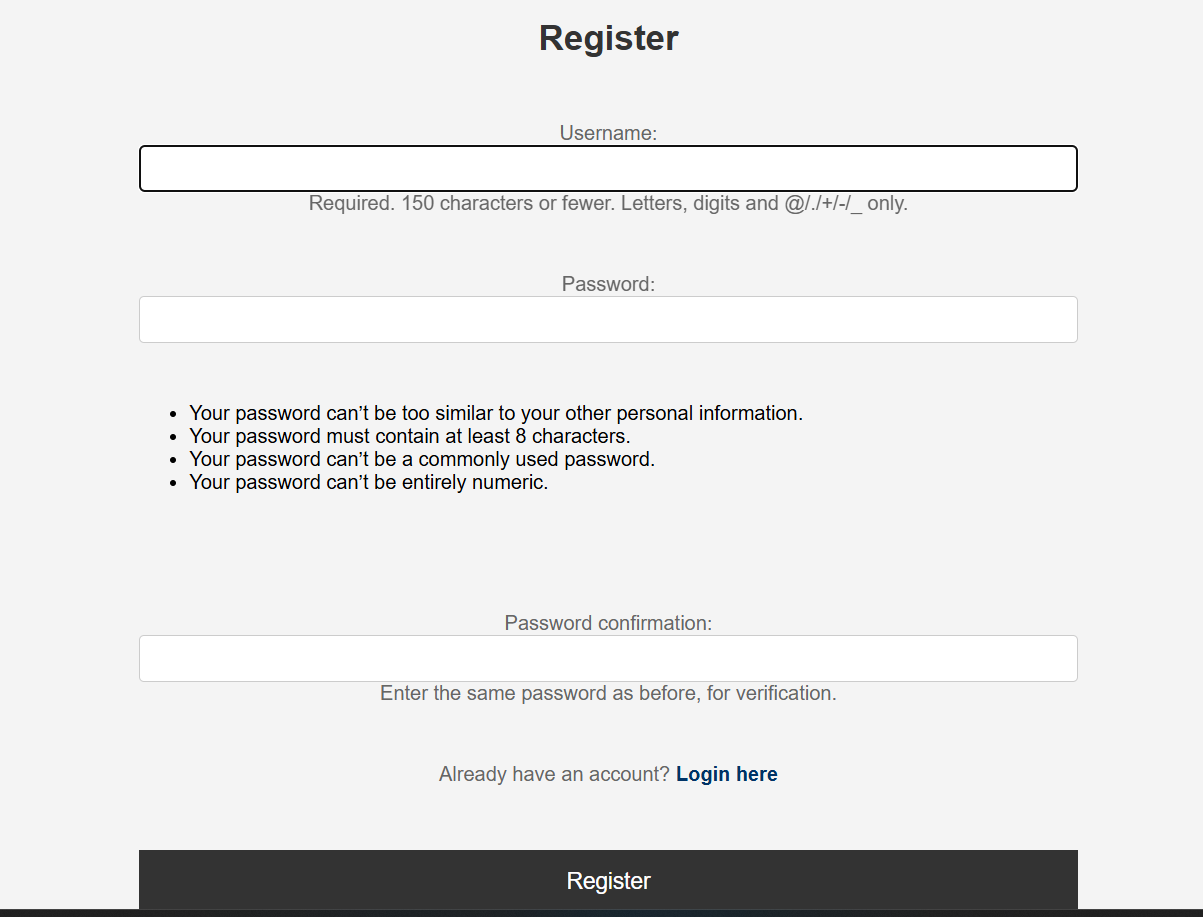 Register
Username:
Required. 150 characters or fewer. Letters, digits and @/./+/-/_ only.
Password:
• Your password can’t be too similar to your other personal information.
• Your password must contain at least 8 characters.
• Your password can’t be a commonly used password.
• Your password can’t be entirely numeric.
Password confirmation:
Enter the same password as before, for verification.
Already have an account? Login here
Register